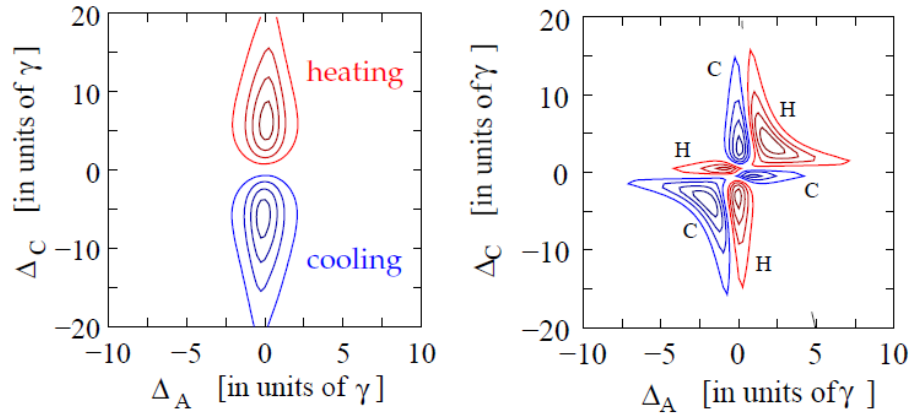 20
10
0
−10
−20
Δ_C [in units of γ]
heating
cooling
−10 −5 0 5 10
Δ_A [in units of γ]
20
10
0
−10
−20
Δ_C [in units of γ]
C
H
H
C
C
H
−10 −5 0 5 10
Δ_A [in units of γ]